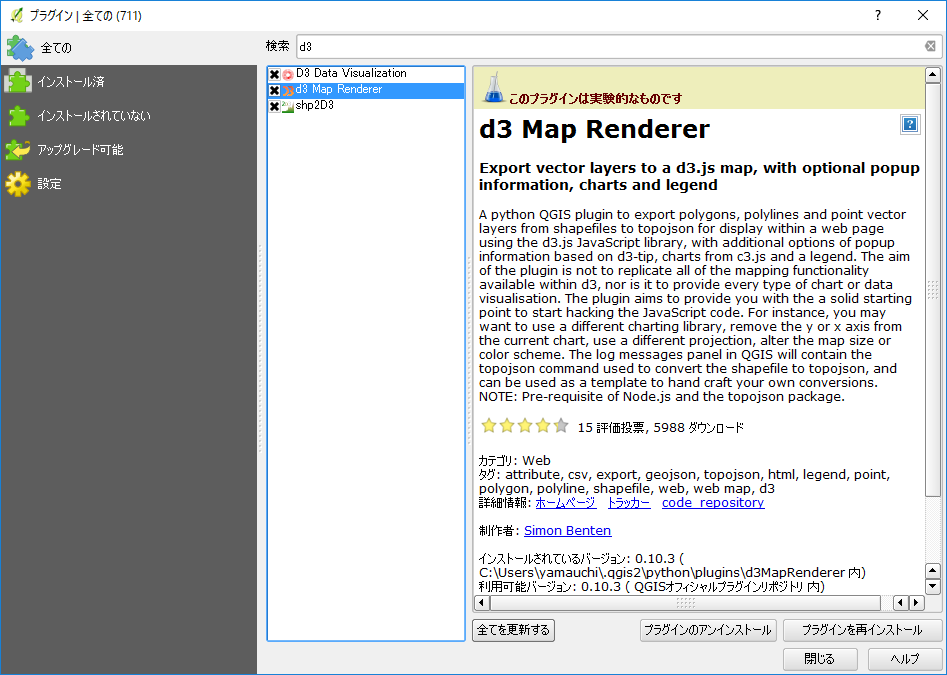 プラグイン | 全ての (711)
全ての
インストール済
インストールされていない
アップグレード可能
設定
検索 d3
D3 Data Visualization
d3 Map Renderer
shp2D3
このプラグインは実験的なものです
d3 Map Renderer
Export vector layers to a d3.js map, with optional popup
information, charts and legend
A python QGIS plugin to export polygons, polylines and point vector
layers from shapefiles to topojson for display within a web page
using the d3.js JavaScript library, with additional options of popup
information based on d3-tip, charts from c3.js and a legend. The aim
of the plugin is not to replicate all of the mapping functionality
available within d3, nor is it to provide every type of chart or data
visualisation. The plugin aims to provide you with the a solid starting
point to start hacking the JavaScript code. For instance, you may
want to use a different charting library, remove the y or x axis from
the current chart, use a different projection, alter the map size or
color scheme. The log messages panel in QGIS will contain the
topojson command used to convert the shapefile to topojson, and
can be used as a template to hand craft your own conversions.
NOTE: Pre-requisite of Node.js and the topojson package.
15 評価投票, 5988 ダウンロード
カテゴリ: Web
タグ: attribute, csv, export, geojson, topojson, html, legend, point,
polygon, polyline, shapefile, web, web map, d3
詳細情報: ホームページ トラッカー code_repository
制作者: Simon Benten
インストールされているバージョン: 0.10.3 (
C:\Users\yamauchi\.qgis2\python\plugins\d3MapRenderer 内)
利用可能バージョン: 0.10.3 ( QGISオフィシャルプラグインリポジトリ 内)
全てを更新する
プラグインのアンインストール
プラグインを再インストール
閉じる
ヘルプ